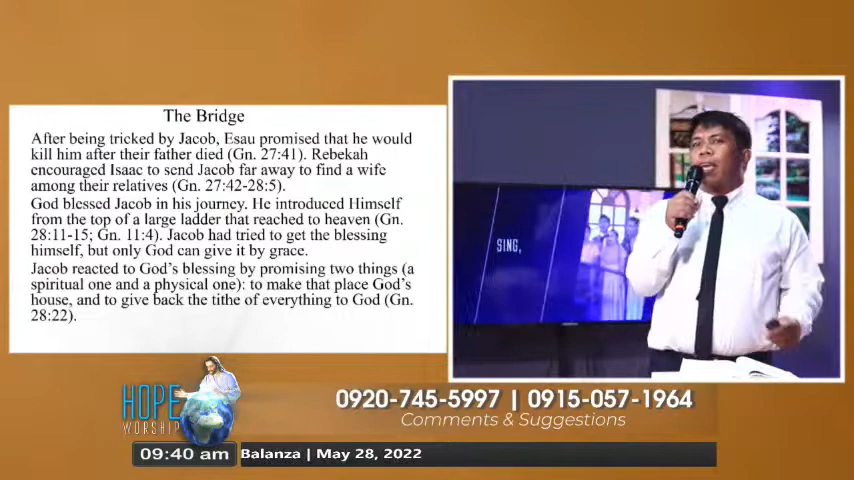 The Bridge
After being tricked by Jacob, Esau promised that he would
kill him after their father died (Gn. 27:41). Rebekah
encouraged Isaac to send Jacob far away to find a wife
among their relatives (Gn. 27:42-28:5).
God blessed Jacob in his journey. He introduced Himself
from the top of a large ladder that reached to heaven (Gn.
28:11-15; Gn. 11:4). Jacob had tried to get the blessing
himself, but only God can give it by grace.
Jacob reacted to God’s blessing by promising two things (a
spiritual one and a physical one): to make that place God’s
house, and to give back the tithe of everything to God (Gn.
28:22).
SING,
HOPE
WORSHIP
0920-745-5997 | 0915-057-1964
Comments & Suggestions
09:40 am
Balanza | May 28, 2022